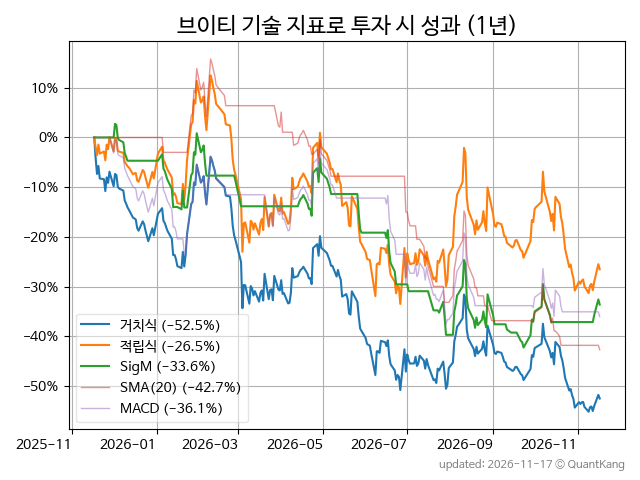 브이티 기술 지표로 투자 시 성과 (1년)
10%
0%
−10%
−20%
−30%
−40%
−50%
거치식 (−52.5%)
적립식 (−26.5%)
SigM (−33.6%)
SMA(20) (−42.7%)
MACD (−36.1%)
2025-11
2026-01
2026-03
2026-05
2026-07
2026-09
2026-11
updated: 2026-11-17 © QuantKang